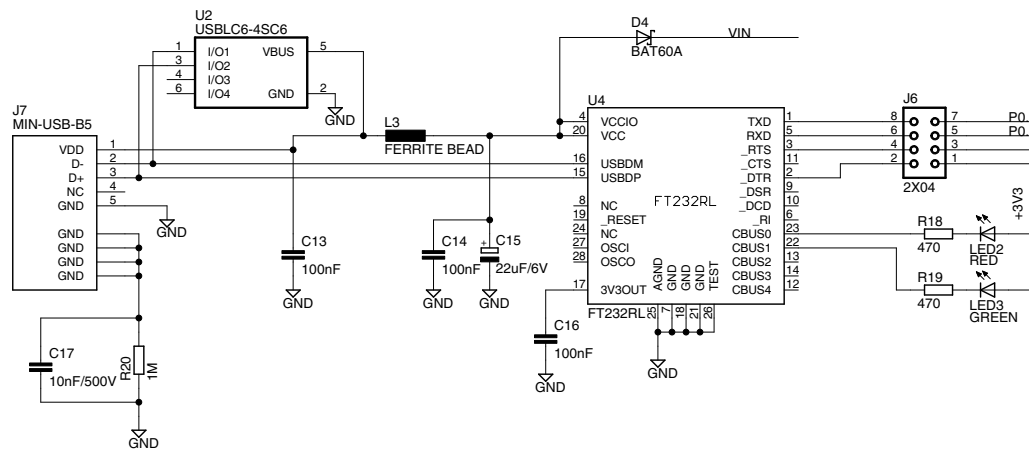 U2
USBLC6-4SC6
1 I/O1 VBUS 5
3 I/O2
4 I/O3
6 I/O4 GND 2
GND
D4
BAT60A
VIN
J7
MIN-USB-B5
VDD 1
D- 2
D+ 3
NC 4
GND 5
GND
GND
GND
GND
GND
L3
FERRITE BEAD
C13
100nF
GND
C14
100nF
GND
+
C15
22uF/6V
GND
C16
100nF
GND
C17
10nF/500V
R20
1M
GND
U4
4 VCCIO TXD 1
20 VCC RXD 5
_RTS 3
16 USBDM _CTS 11
15 USBDP _DTR 2
_DSR 9
8 NC _DCD 10
19 _RESET _RI 6
24 NC CBUS0 23
27 OSCI CBUS1 22
28 OSCO CBUS2 13
CBUS3 14
17 3V3OUT CBUS4 12
FT232RL
AGND GND GND GND TEST
25 7 18 21 26
FT232RL
GND
J6
8 7 P0
6 5 P0
4 3
2 1
2X04
+3V3
R18
470
LED2
RED
R19
470
LED3
GREEN